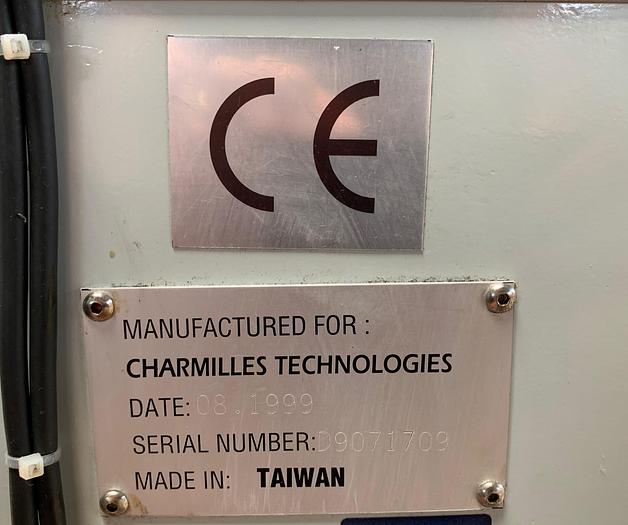 CE
MANUFACTURED FOR :
CHARMILLES TECHNOLOGIES
DATE: 08.1999
SERIAL NUMBER: D9071709
MADE IN: TAIWAN